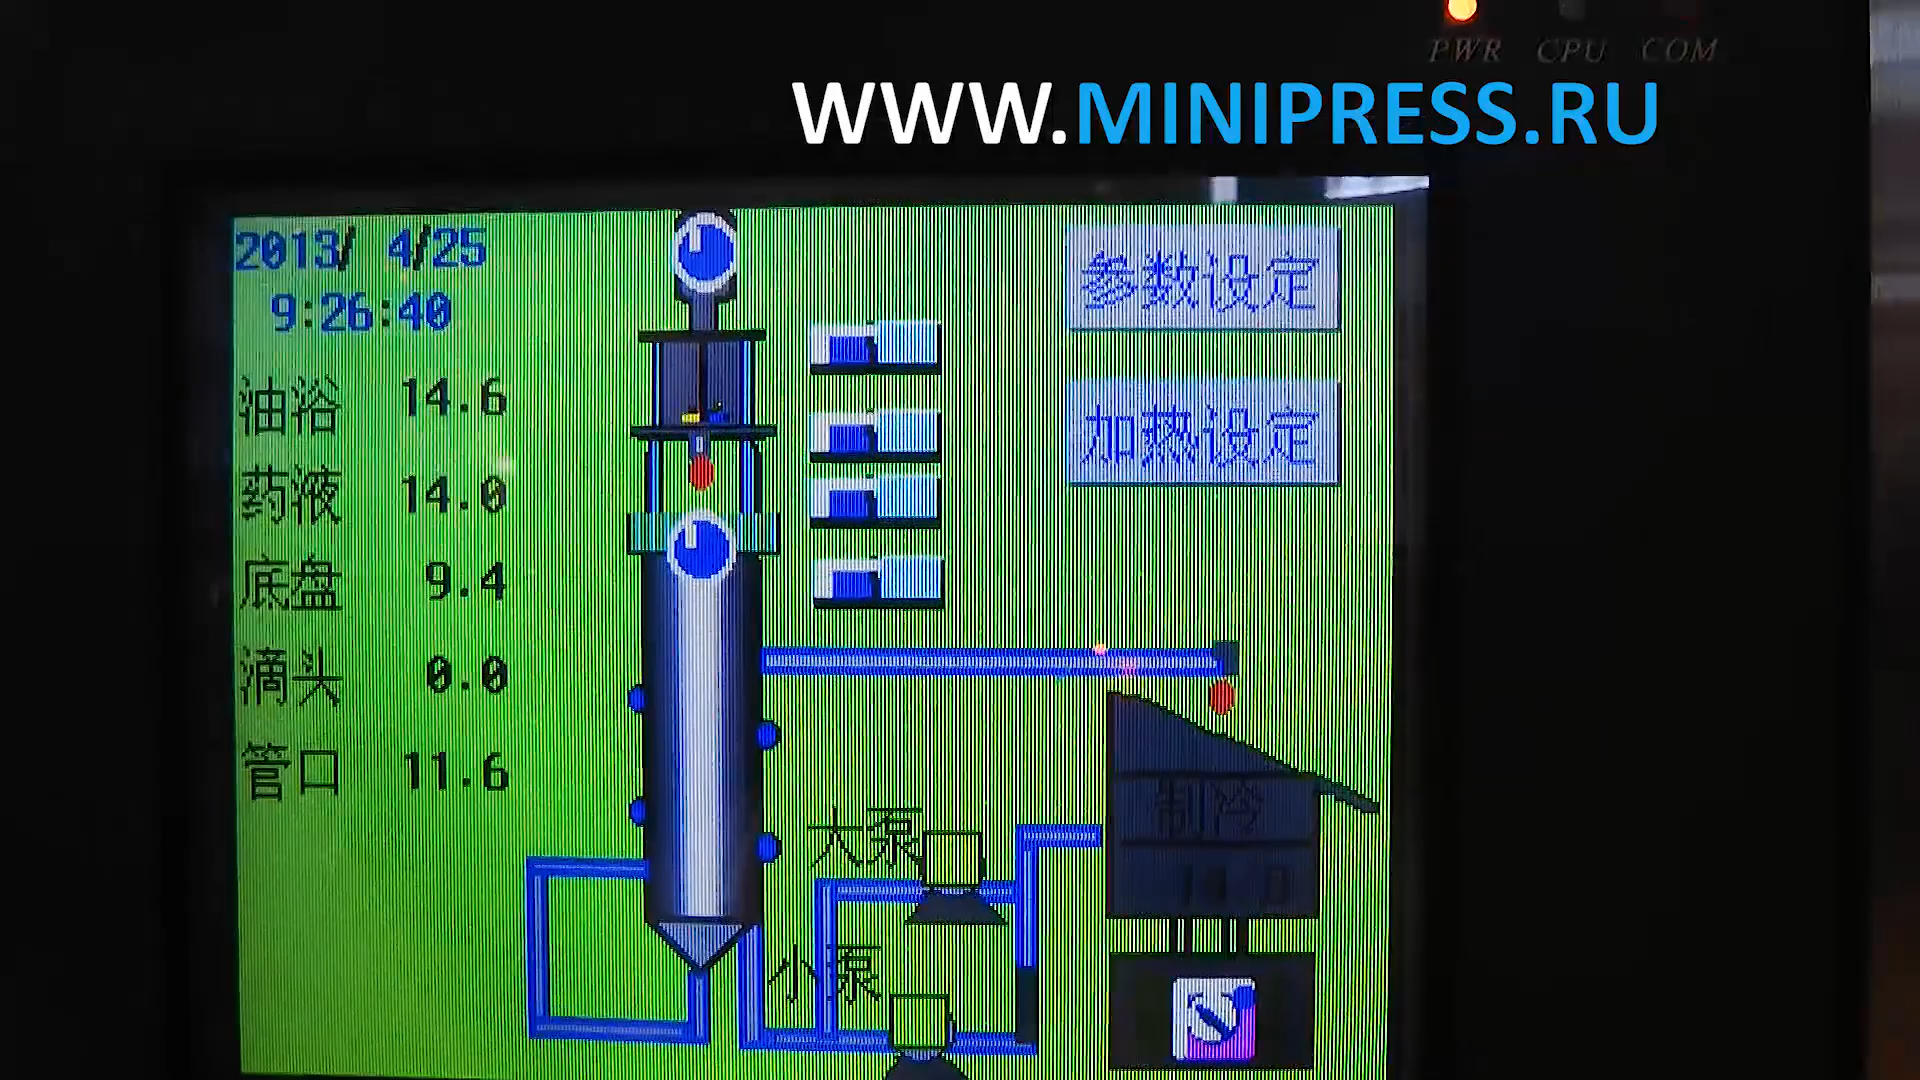 PWR CPU COM
WWW.MINIPRESS.RU
2013/ 4/25
9:26:40
参数设定
油浴 14.6
加热设定
药液 14.0
底盘 9.4
滴头 0.0
管口 11.6
制冷
大泵
小泵